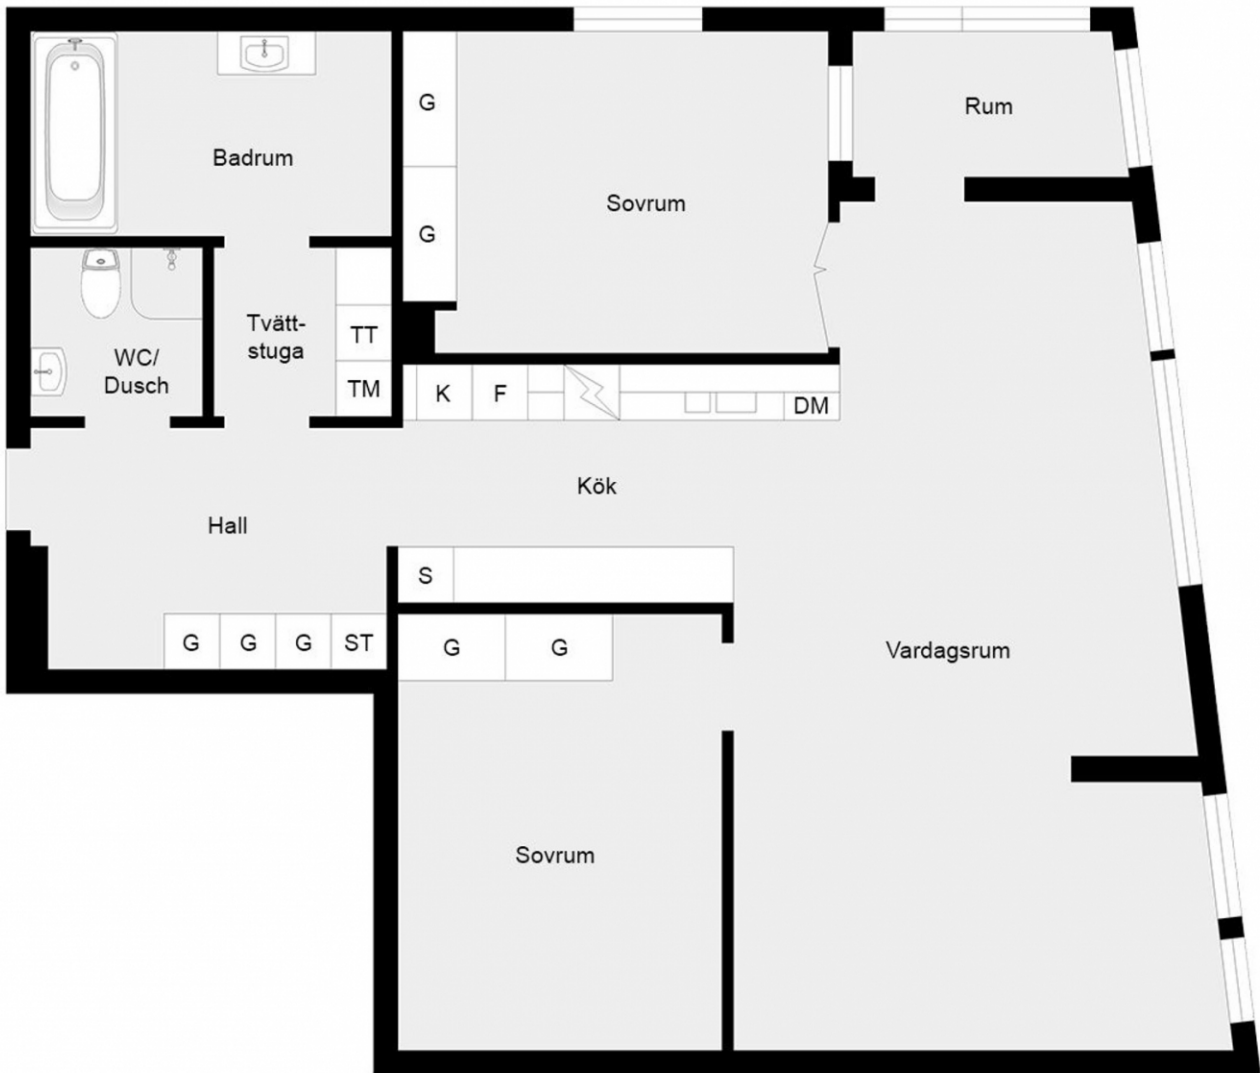 G
Rum
Badrum
Sovrum
G
Tvätt-
stuga
TT
WC/
Dusch
TM
K
F
DM
Kök
Hall
S
G
G
G
ST
G
G
Vardagsrum
Sovrum